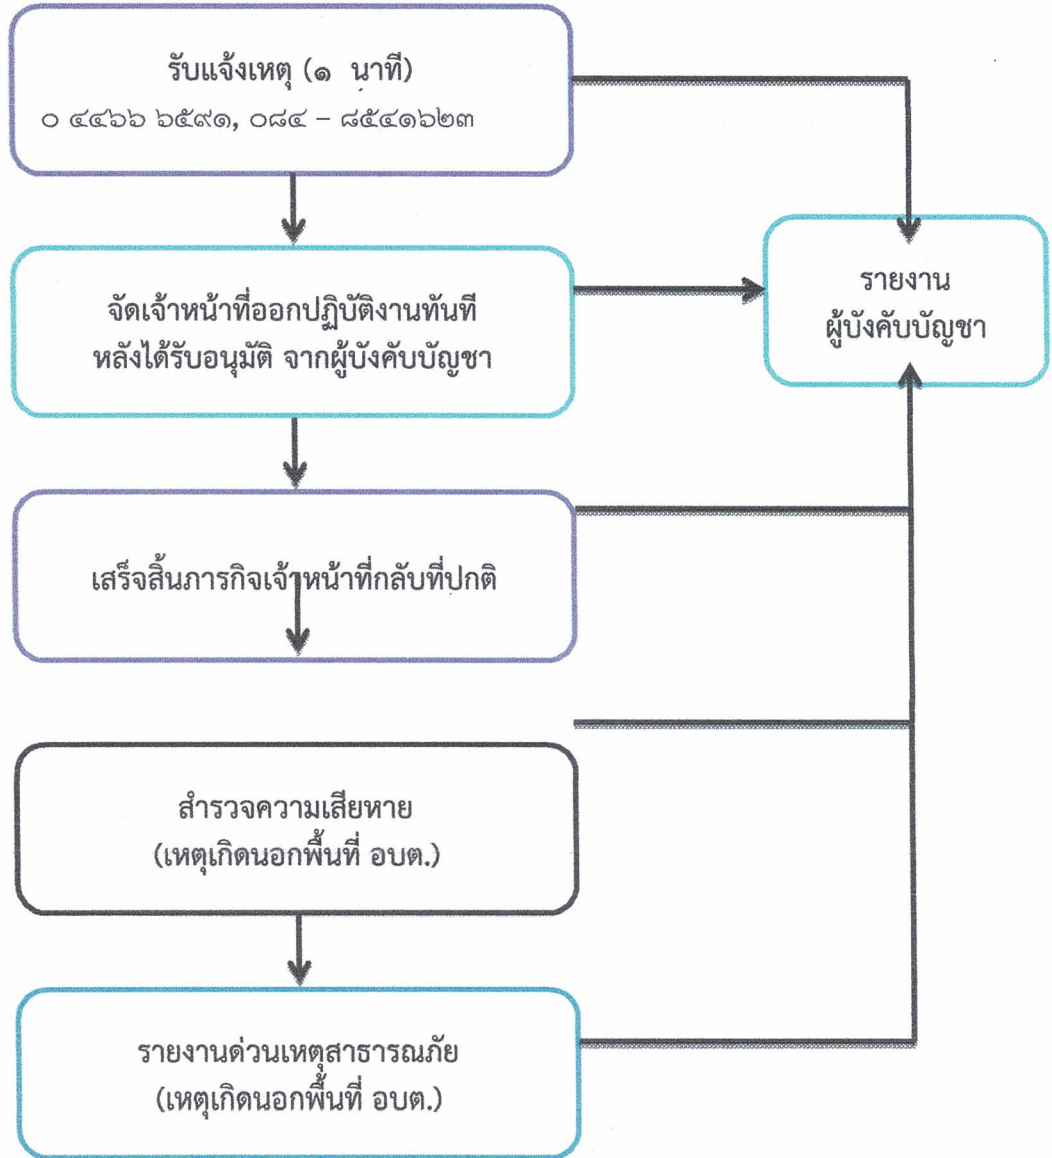 รับแจ้งเหตุ (๑ นาที)
๐ ๔๔๖๖ ๖๕๙๑, ๐๘๔ – ๘๕๔๑๖๒๓
จัดเจ้าหน้าที่ออกปฏิบัติงานทันที
หลังได้รับอนุมัติ จากผู้บังคับบัญชา
รายงาน
ผู้บังคับบัญชา
เสร็จสิ้นภารกิจเจ้าหน้าที่กลับที่ปกติ
สำรวจความเสียหาย
(เหตุเกิดนอกพื้นที่ อบต.)
รายงานด่วนเหตุสาธารณภัย
(เหตุเกิดนอกพื้นที่ อบต.)